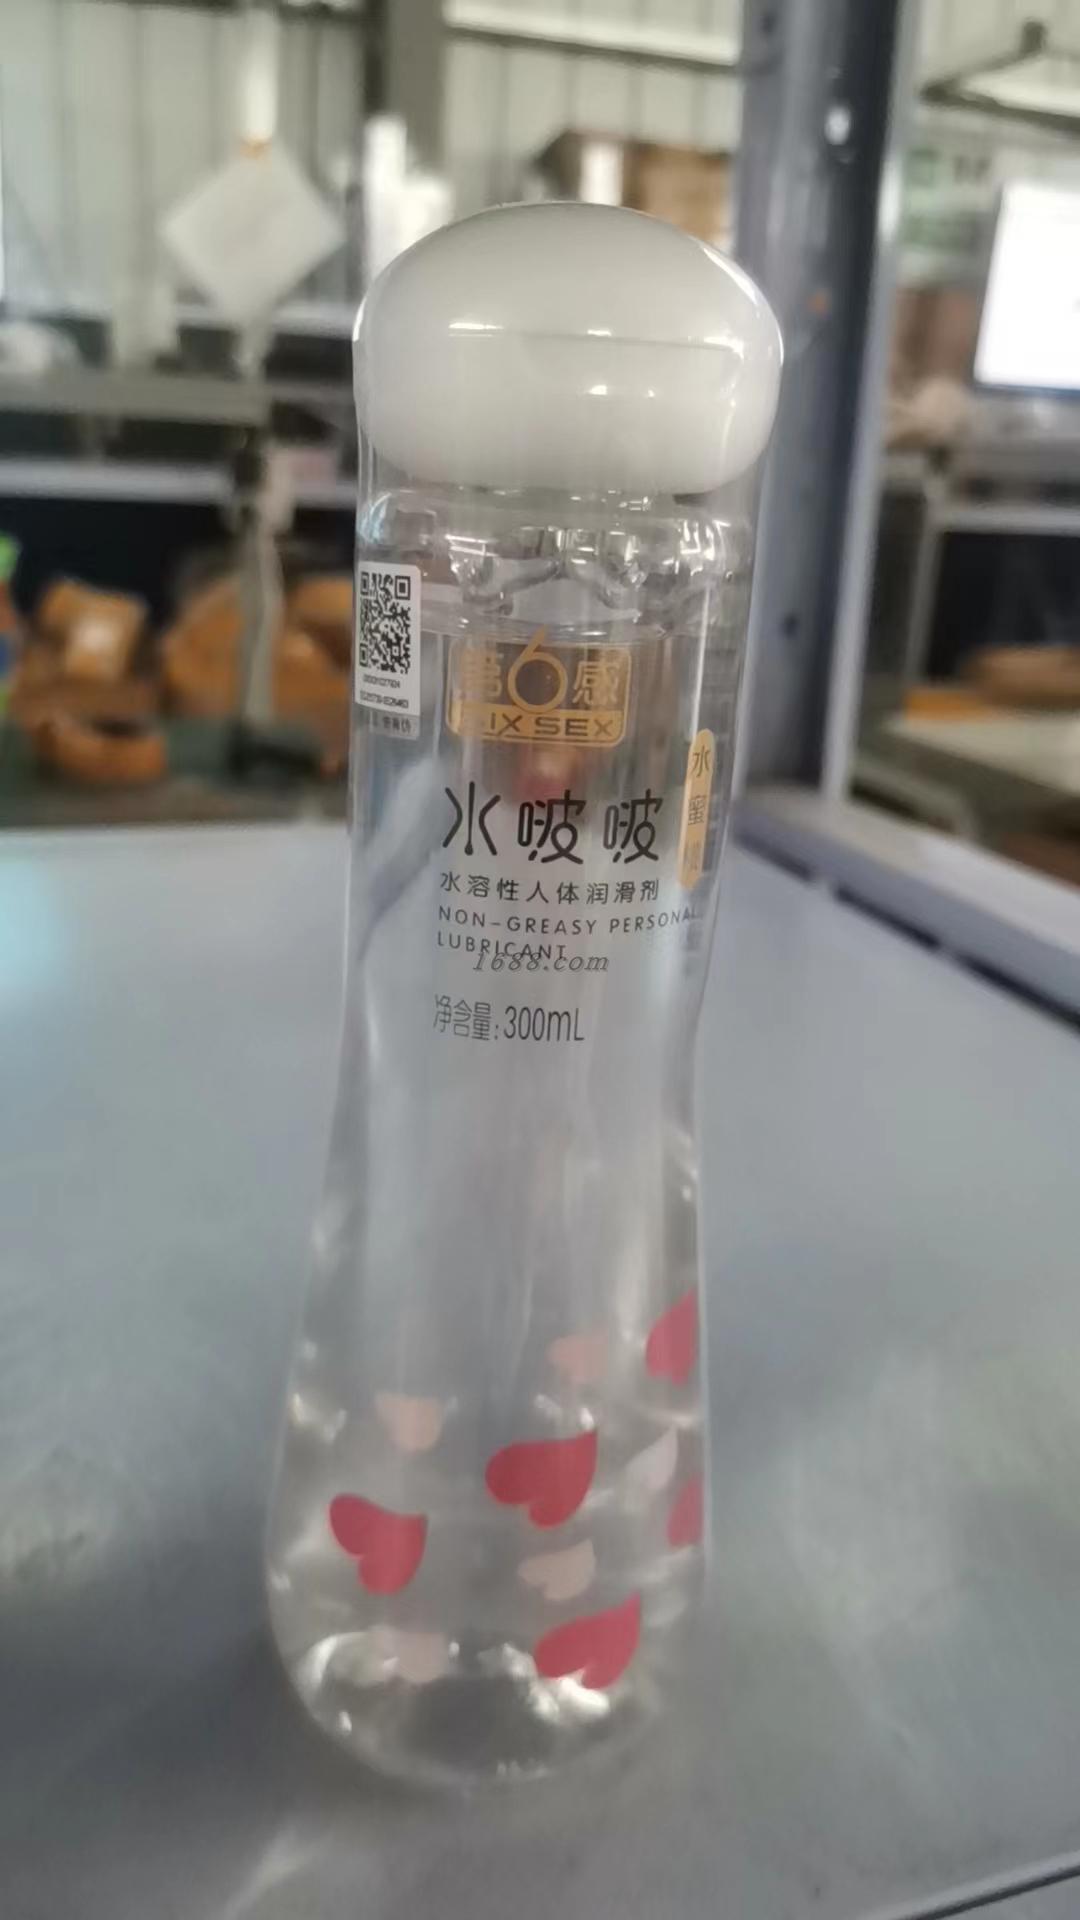 第6感
SIX SEX
水啵啵
水蜜桃
水溶性人体润滑剂
NON-GREASY PERSONAL
LUBRICANT
1688.com
净含量:300mL